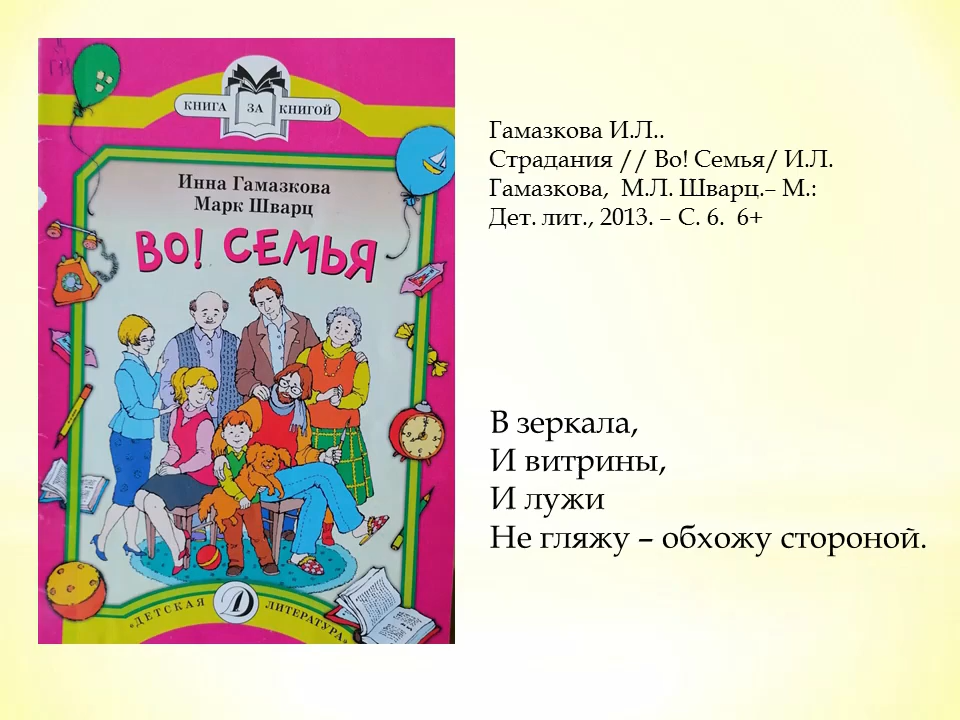 КНИГА ЗА КНИГОЙ
Инна Гамазкова
Марк Шварц
ВО! СЕМЬЯ
"ДЕТСКАЯ ЛИТЕРАТУРА"
Гамазкова И.Л..
Страдания // Во! Семья/ И.Л.
Гамазкова, М.Л. Шварц.– М.:
Дет. лит., 2013. – С. 6. 6+
В зеркала,
И витрины,
И лужи
Не гляжу – обхожу стороной.